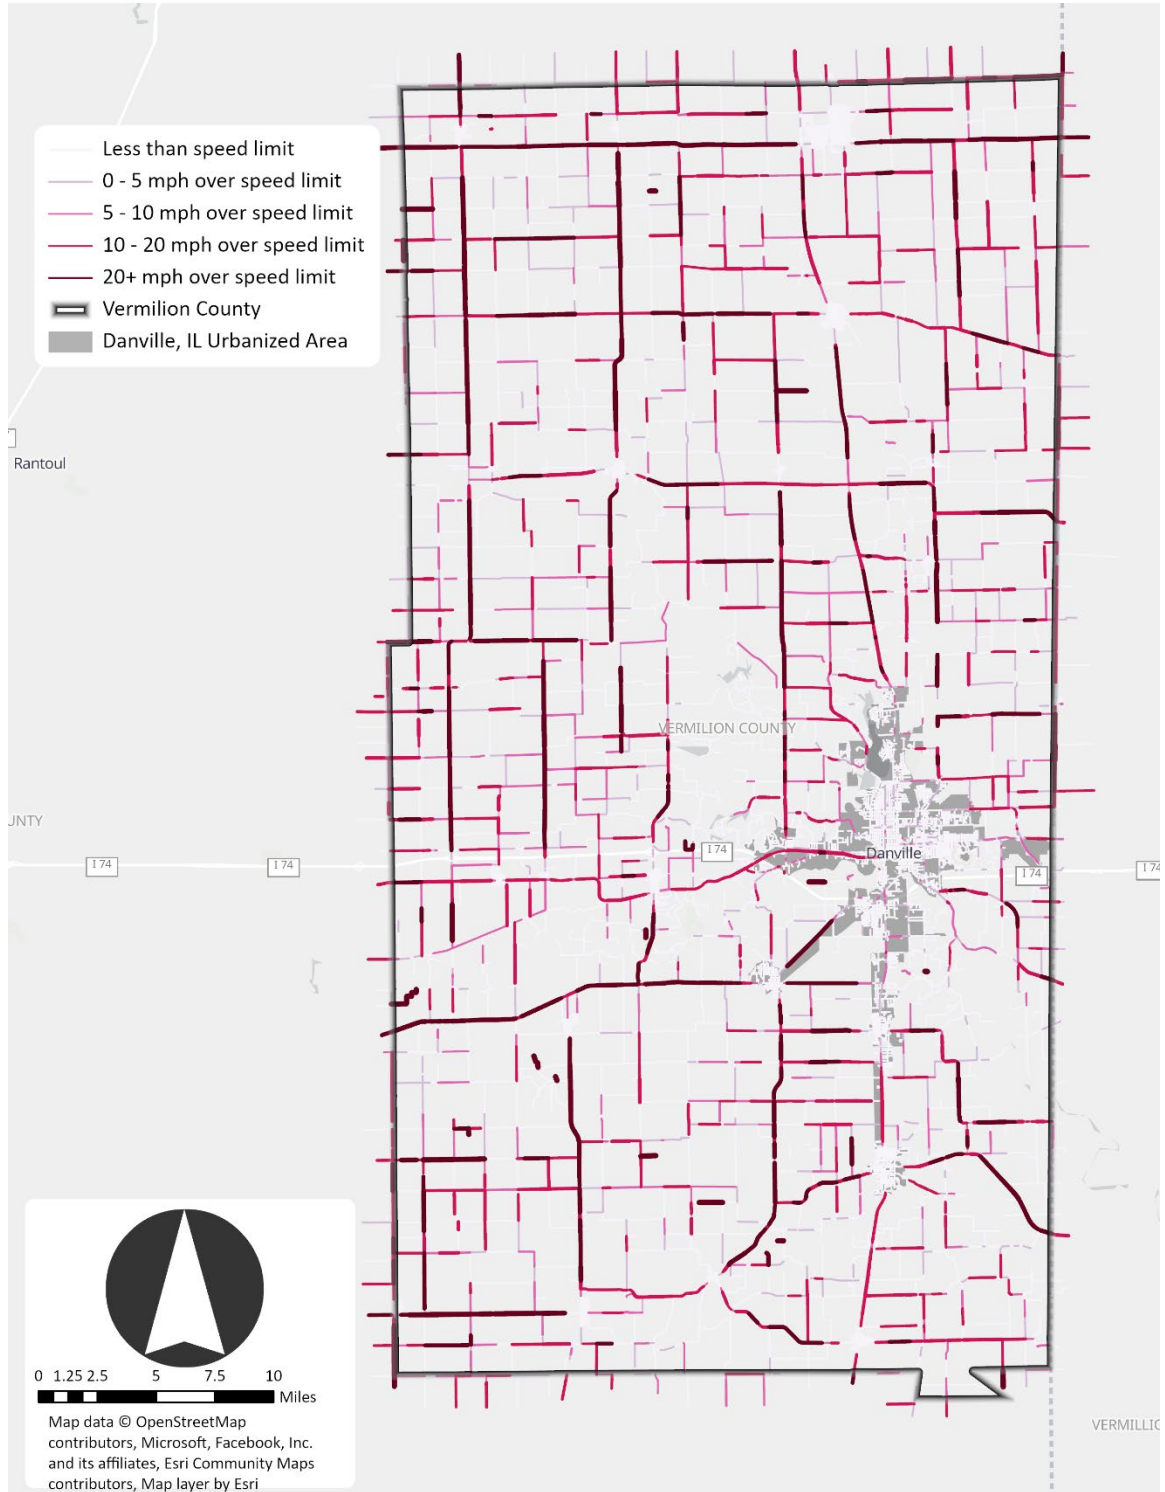 Less than speed limit
0 - 5 mph over speed limit
5 - 10 mph over speed limit
10 - 20 mph over speed limit
20+ mph over speed limit
Vermilion County
Danville, IL Urbanized Area
Rantoul
VERMILION COUNTY
UNTY
I 74
I 74
I 74
Danville
I 74
I 74
0 1.25 2.5 5 7.5 10
Miles
Map data © OpenStreetMap
contributors, Microsoft, Facebook, Inc.
and its affiliates, Esri Community Maps
contributors, Map layer by Esri
VERMILLIO